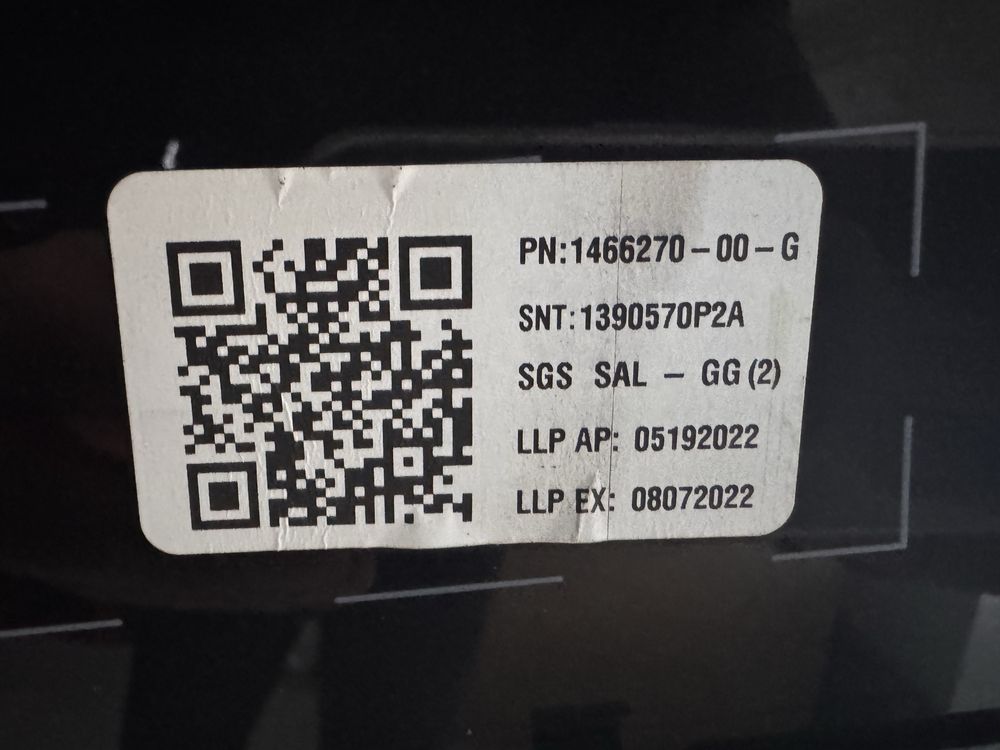 PN:1466270-00-G
SNT:1390570P2A
SGS SAL - GG (2)
LLP AP: 05192022
LLP EX: 08072022